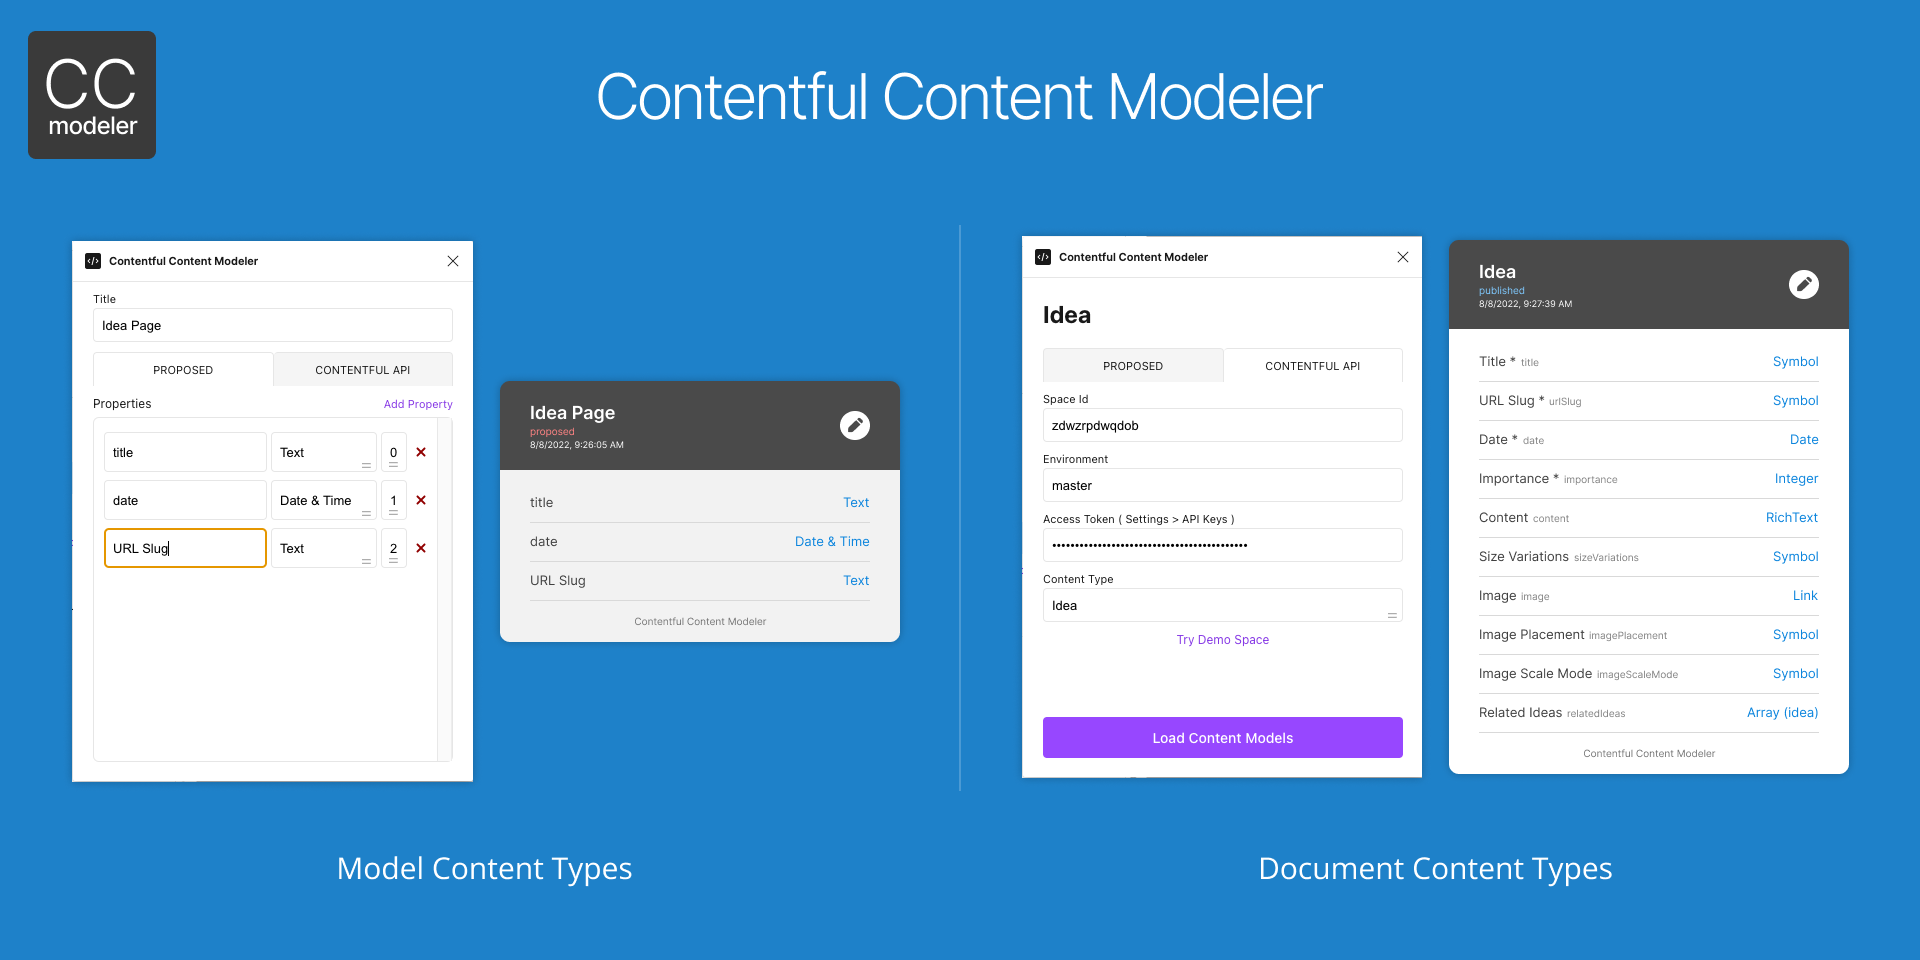 CC
modeler
Contentful Content Modeler
Contentful Content Modeler
Title
Idea Page
PROPOSED CONTENTFUL API
Properties Add Property
title Text 0
date Date & Time 1
URL Slug Text 2
Idea Page
proposed
8/8/2022, 9:26:05 AM
title Text
date Date & Time
URL Slug Text
Contentful Content Modeler
Model Content Types
Contentful Content Modeler
Idea
PROPOSED CONTENTFUL API
Space Id
zdwzrpdwqdob
Environment
master
Access Token ( Settings > API Keys )
Content Type
Idea
Try Demo Space
Load Content Models
Idea
published
8/8/2022, 9:27:39 AM
Title * title Symbol
URL Slug * urlSlug Symbol
Date * date Date
Importance * importance Integer
Content content RichText
Size Variations sizeVariations Symbol
Image image Link
Image Placement imagePlacement Symbol
Image Scale Mode imageScaleMode Symbol
Related Ideas relatedIdeas Array (idea)
Contentful Content Modeler
Document Content Types